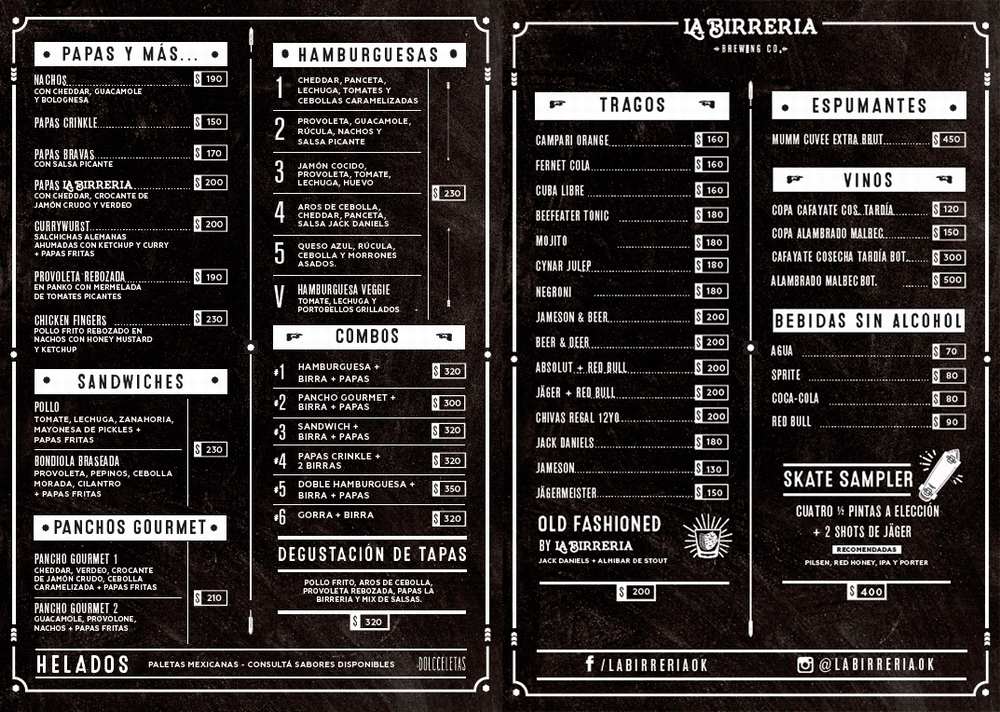 PAPAS Y MÁS...
NACHOS $ 190
CON CHEDDAR, GUACAMOLE
Y BOLOGNESA
PAPAS CRINKLE $ 150
PAPAS BRAVAS $ 170
CON SALSA PICANTE
PAPAS LA BIRRERIA $ 200
CON CHEDDAR, CROCANTE DE
JAMÓN CRUDO Y VERDEO
CURRYWURST $ 200
SALCHICHAS ALEMANAS
AHUMADAS CON KETCHUP Y CURRY
+ PAPAS FRITAS
PROVOLETA REBOZADA $ 190
EN PANKO CON MERMELADA
DE TOMATES PICANTES
CHICKEN FINGERS $ 230
POLLO FRITO REBOZADO EN
NACHOS CON HONEY MUSTARD
Y KETCHUP
SANDWICHES
POLLO
TOMATE, LECHUGA, ZANAHORIA,
MAYONESA DE PICKLES +
PAPAS FRITAS
$ 230
BONDIOLA BRASEADA
PROVOLETA, PEPINOS, CEBOLLA
MORADA, CILANTRO
+ PAPAS FRITAS
PANCHOS GOURMET
PANCHO GOURMET 1
CHEDDAR, VERDEO, CROCANTE
DE JAMÓN CRUDO, CEBOLLA
CARAMELIZADA + PAPAS FRITAS
$ 210
PANCHO GOURMET 2
GUACAMOLE, PROVOLONE,
NACHOS + PAPAS FRITAS
HAMBURGUESAS
1 CHEDDAR, PANCETA,
LECHUGA, TOMATES Y
CEBOLLAS CARAMELIZADAS
2 PROVOLETA, GUACAMOLE,
RÚCULA, NACHOS Y
SALSA PICANTE
3 JAMÓN COCIDO,
PROVOLETA, TOMATE,
LECHUGA, HUEVO
$ 230
4 AROS DE CEBOLLA,
CHEDDAR, PANCETA,
SALSA JACK DANIELS
5 QUESO AZUL, RÚCULA,
CEBOLLA Y MORRONES
ASADOS.
V HAMBURGUESA VEGGIE
TOMATE, LECHUGA Y
PORTOBELLOS GRILLADOS
COMBOS
#1 HAMBURGUESA +
BIRRA + PAPAS $ 320
#2 PANCHO GOURMET +
BIRRA + PAPAS $ 300
#3 SANDWICH +
BIRRA + PAPAS $ 320
#4 PAPAS CRINKLE +
2 BIRRAS $ 320
#5 DOBLE HAMBURGUESA +
BIRRA + PAPAS $ 350
#6 GORRA + BIRRA $ 320
DEGUSTACIÓN DE TAPAS
POLLO FRITO, AROS DE CEBOLLA,
PROVOLETA REBOZADA, PAPAS LA
BIRRERIA Y MIX DE SALSAS.
$ 320
HELADOS PALETAS MEXICANAS - CONSULTÁ SABORES DISPONIBLES DOLCCELETAS
LA BIRRERIA
BREWING CO.
TRAGOS
CAMPARI ORANGE $ 160
FERNET COLA $ 160
CUBA LIBRE $ 160
BEEFEATER TONIC $ 180
MOJITO $ 180
CYNAR JULEP $ 180
NEGRONI $ 180
JAMESON & BEER $ 200
BEER & DEER $ 200
ABSOLUT + RED BULL $ 200
JÄGER + RED BULL $ 200
CHIVAS REGAL 12YO $ 200
JACK DANIELS $ 180
JAMESON $ 130
JÄGERMEISTER $ 150
OLD FASHIONED
BY LA BIRRERIA
JACK DANIELS + ALMIBAR DE STOUT
$ 200
ESPUMANTES
MUMM CUVEE EXTRA BRUT $ 450
VINOS
COPA CAFAYATE COS. TARDÍA $ 120
COPA ALAMBRADO MALBEC $ 150
CAFAYATE COSECHA TARDÍA BOT. $ 300
ALAMBRADO MALBEC BOT. $ 500
BEBIDAS SIN ALCOHOL
AGUA $ 70
SPRITE $ 80
COCA-COLA $ 80
RED BULL $ 90
SKATE SAMPLER
CUATRO ½ PINTAS A ELECCIÓN
+ 2 SHOTS DE JÄGER
RECOMENDADAS
PILSEN, RED HONEY, IPA Y PORTER
$ 400
f /LABIRRERIAOK
@LABIRRERIA.OK